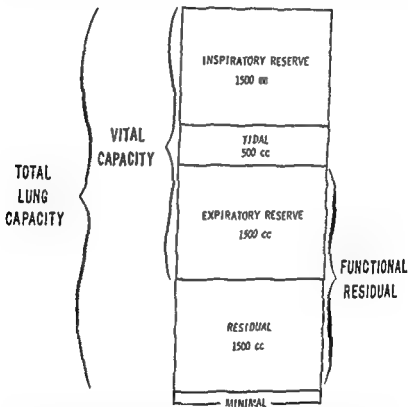 INSPIRATORY RESERVE
1500 cc
VITAL
CAPACITY
TIDAL
500 cc
TOTAL
LUNG
CAPACITY
EXPIRATORY RESERVE
1500 cc
FUNCTIONAL
RESIDUAL
RESIDUAL
1500 cc
MINIMAL